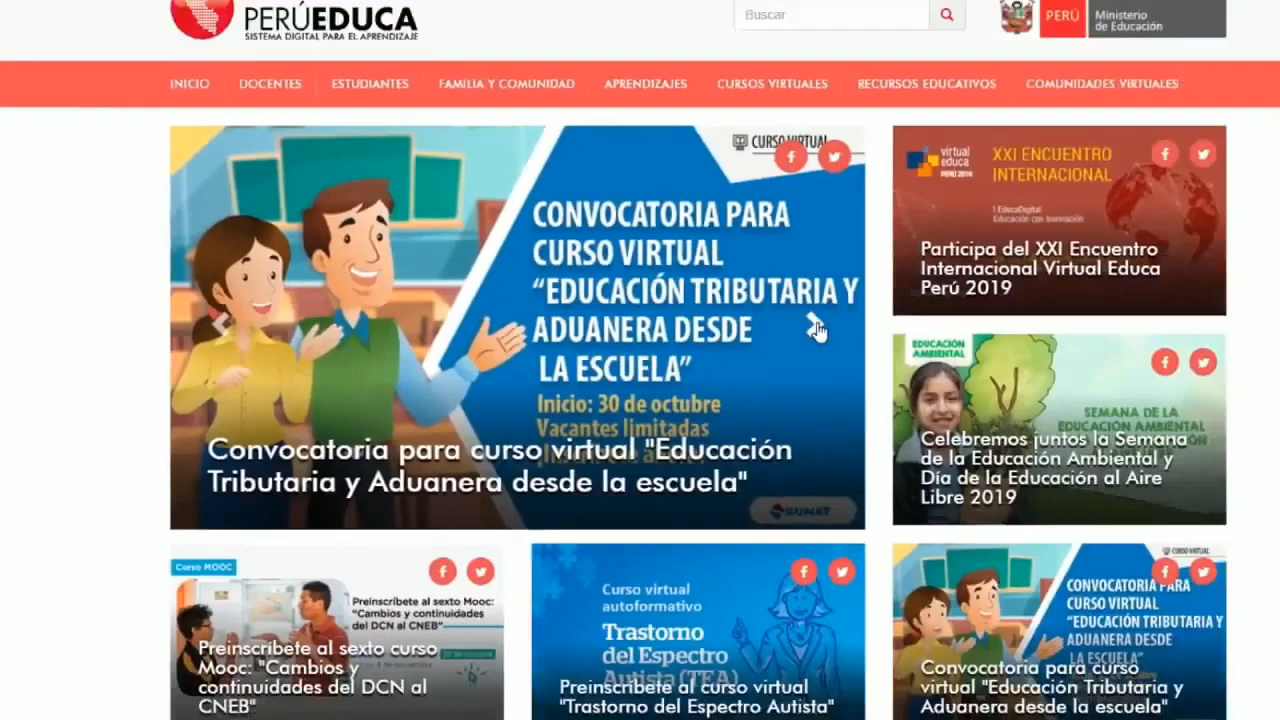 PERÚEDUCA
SISTEMA DIGITAL PARA EL APRENDIZAJE
Buscar
PERÚ
Ministerio
de Educación
INICIO
DOCENTES
ESTUDIANTES
FAMILIA Y COMUNIDAD
APRENDIZAJES
CURSOS VIRTUALES
RECURSOS EDUCATIVOS
COMUNIDADES VIRTUALES
CURSO VIRTUAL
CONVOCATORIA PARA
CURSO VIRTUAL
“EDUCACIÓN TRIBUTARIA Y
ADUANERA DESDE
LA ESCUELA”
Inicio: 30 de octubre
Vacantes limitadas
Convocatoria para curso virtual "Educación
Tributaria y Aduanera desde la escuela"
SUNAT
virtual
educa
PERÚ 2019
XXI ENCUENTRO
INTERNACIONAL
I EducaDigital
Educación con Innovación
Participa del XXI Encuentro
Internacional Virtual Educa
Perú 2019
EDUCACIÓN
AMBIENTAL
SEMANA DE LA
EDUCACIÓN AMBIENTAL
Celebremos juntos la Semana
de la Educación Ambiental y
Día de la Educación al Aire
Libre 2019
Curso MOOC
Preinscríbete al sexto Mooc:
"Cambios y continuidades
del DCN al CNEB"
Preinscríbete al sexto curso
Mooc: "Cambios y
continuidades del DCN al
CNEB"
Curso virtual
autoformativo
Trastorno
del Espectro
Autista (TEA)
Preinscríbete al curso virtual
"Trastorno del Espectro Autista"
CURSO VIRTUAL
CONVOCATORIA PARA
CURSO VIRTUAL
“EDUCACIÓN TRIBUTARIA Y
ADUANERA DESDE
LA ESCUELA”
Convocatoria para curso
virtual "Educación Tributaria y
Aduanera desde la escuela"